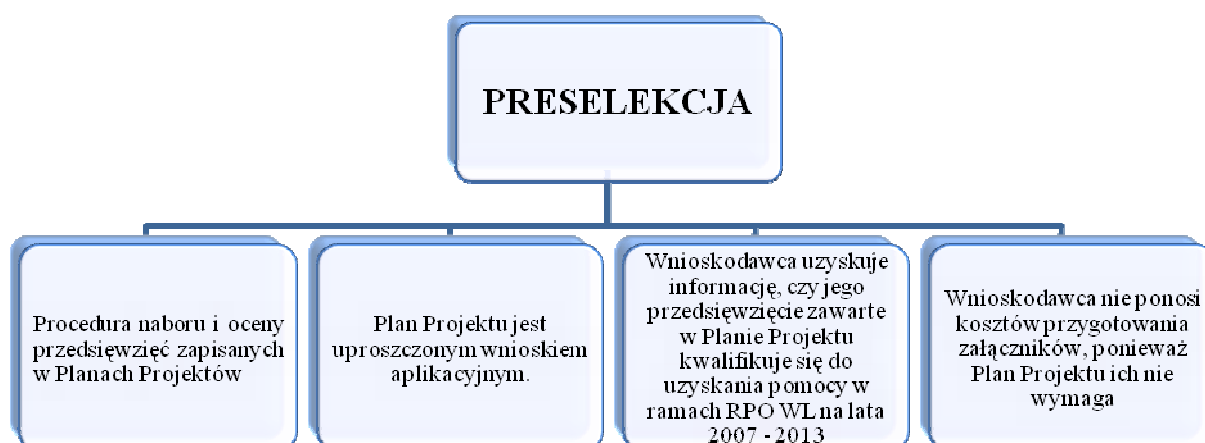 PRESELEKCJA
Procedura naboru i oceny
przedsięwzięć zapisanych
w Planach Projektów
Plan Projektu jest
uproszczonym wnioskiem
aplikacyjnym.
Wnioskodawca uzyskuje
informację, czy jego
przedsięwzięcie zawarte
w Planie Projektu
kwalifikuje się do
uzyskania pomocy w
ramach RPO WL na lata
2007 - 2013
Wnioskodawca nie ponosi
kosztów przygotowania
załączników, ponieważ
Plan Projektu ich nie
wymaga